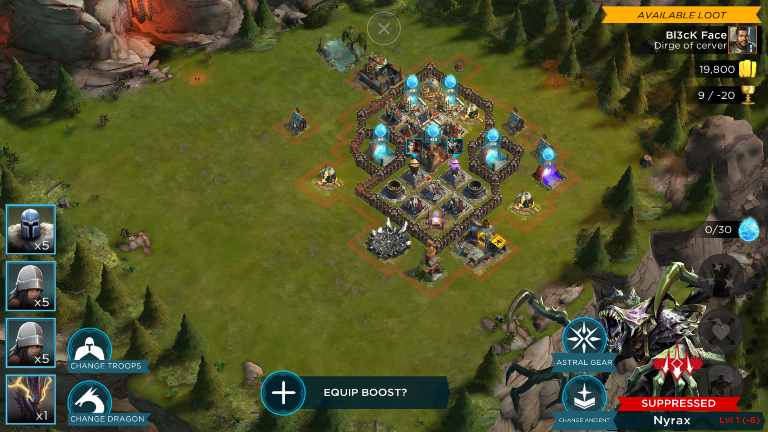 AVAILABLE LOOT
Bl3cK Face
Dirge of cerver
19,800
9 / -20
0/30
x5
x5
x5
x1
CHANGE TROOPS
CHANGE DRAGON
EQUIP BOOST?
ASTRAL GEAR
CHANGE ANCIENT
SUPPRESSED
Nyrax
Lvl 1 (-6)